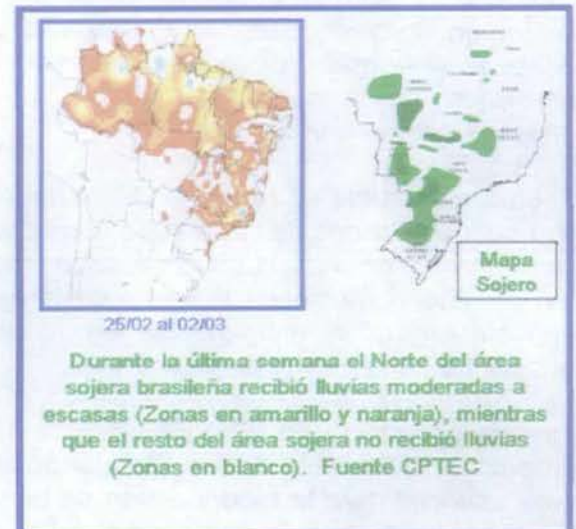 Mapa
Sojero
25/02 al 02/03
Durante la última semana el Norte del área
sojera brasileña recibió lluvias moderadas a
escasas (Zonas en amarillo y naranja), mientras
que el resto del área sojera no recibió lluvias
(Zonas en blanco). Fuente CPTEC